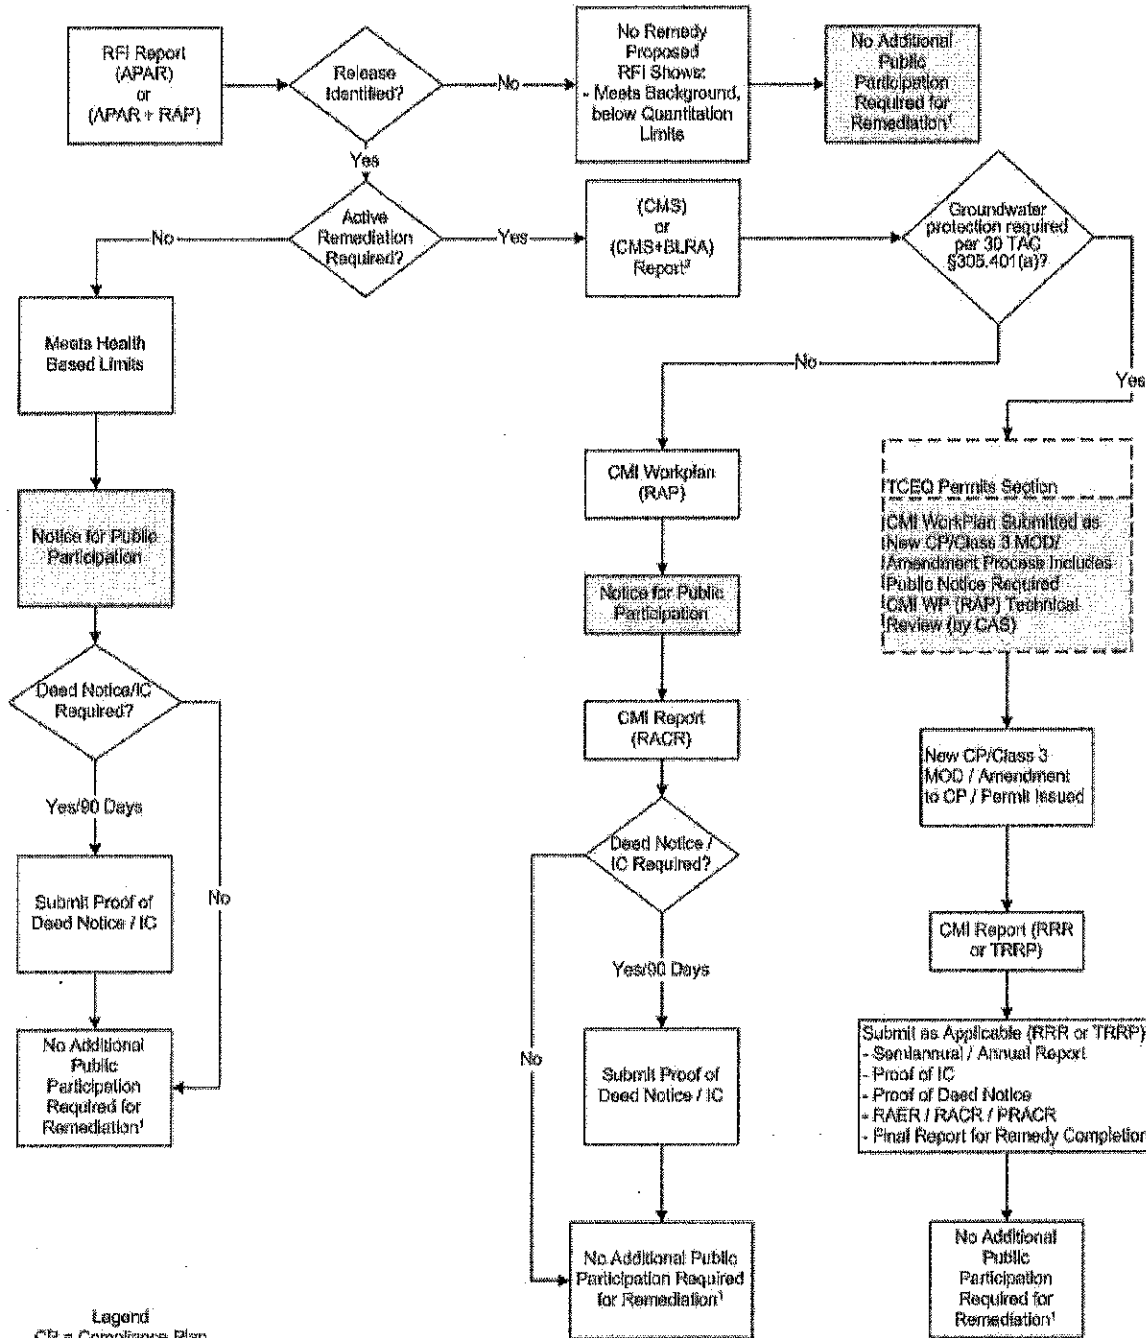 RFI Report
(APAR)
or
(APAR + RAP)
Release
Identified?
No
No Remedy
Proposed
RFI Shows:
- Meets Background,
below Quantitation
Limits
No Additional
Public
Participation
Required for
Remediation¹
Yes
Active
Remediation
Required?
No
Yes
(CMS)
or
(CMS+BLRA)
Report²
Groundwater
protection required
per 30 TAC
§305.401(a)?
No
Yes
Meets Health
Based Limits
Notice for Public
Participation
Deed Notice/IC
Required?
Yes/90 Days
No
Submit Proof of
Deed Notice / IC
No Additional
Public
Participation
Required for
Remediation¹
CMI Workplan
(RAP)
Notice for Public
Participation
CMI Report
(RACR)
Deed Notice /
IC Required?
Yes/90 Days
No
Submit Proof of
Deed Notice / IC
No Additional Public
Participation Required
for Remediation¹
TCEQ Permits Section
CMI WorkPlan Submitted as
New CP/Class 3 MOD/
Amendment Process Includes
Public Notice Required
CMI WP (RAP) Technical
Review (by CAS)
New CP/Class 3
MOD / Amendment
to CP / Permit Issued
CMI Report (RRR
or TRRP)
Submit as Applicable (RRR or TRRP)
- Semiannual / Annual Report
- Proof of IC
- Proof of Deed Notice
- RAER / RACR / PRACR
- Final Report for Remedy Completion
No Additional
Public
Participation
Required for
Remediation¹
Legend
CP = Compliance Plan